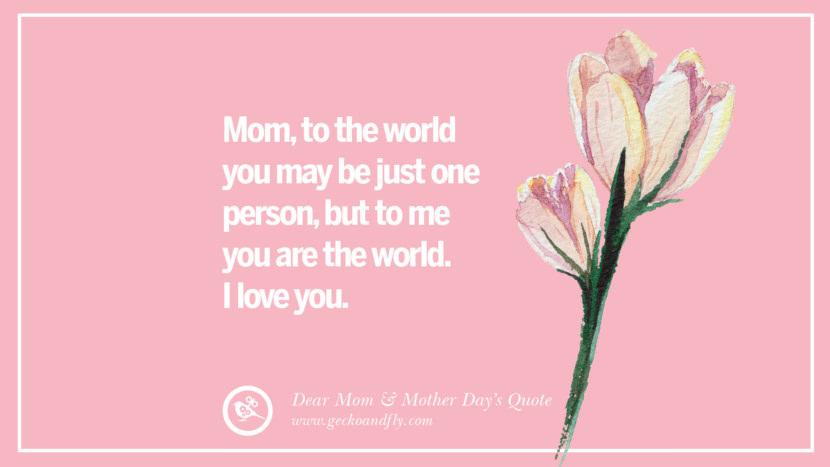 Mom, to the world
you may be just one
person, but to me
you are the world.
I love you.
Dear Mom & Mother Day's Quote
www.geckoandfly.com